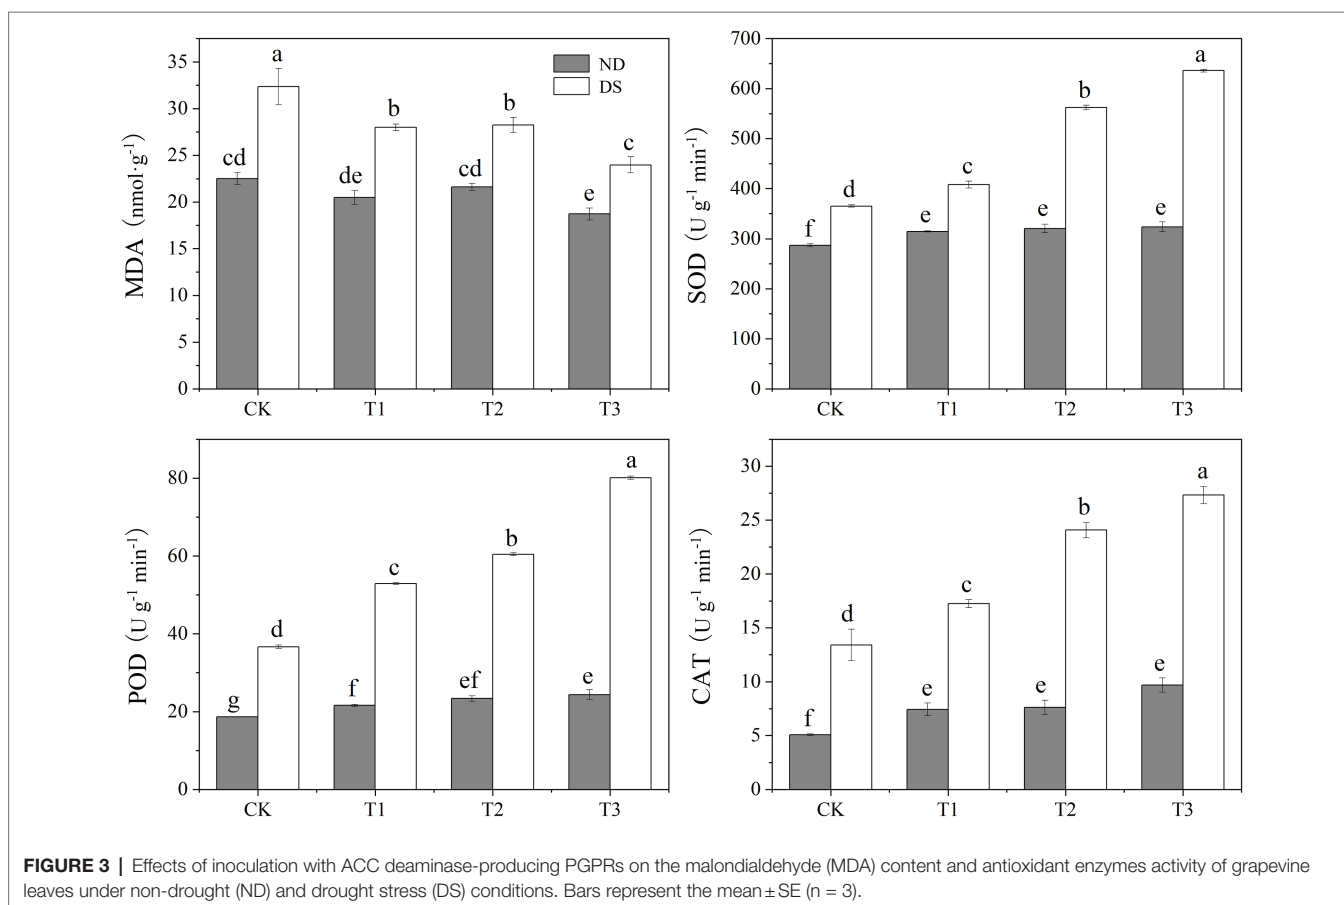 35
30
25
20
15
10
5
0
MDA (nmol·g⁻¹)
a
b
b
c
cd
de
cd
e
ND
DS
CK T1 T2 T3
700
600
500
400
300
200
100
0
SOD (U g⁻¹ min⁻¹)
a
b
c
d
f
e
e
e
CK T1 T2 T3
80
60
40
20
0
POD (U g⁻¹ min⁻¹)
a
b
c
d
g
f
ef
e
CK T1 T2 T3
30
25
20
15
10
5
0
CAT (U g⁻¹ min⁻¹)
a
b
c
d
f
e
e
e
CK T1 T2 T3
FIGURE 3 | Effects of inoculation with ACC deaminase-producing PGPRs on the malondialdehyde (MDA) content and antioxidant enzymes activity of grapevine
leaves under non-drought (ND) and drought stress (DS) conditions. Bars represent the mean ± SE (n = 3).